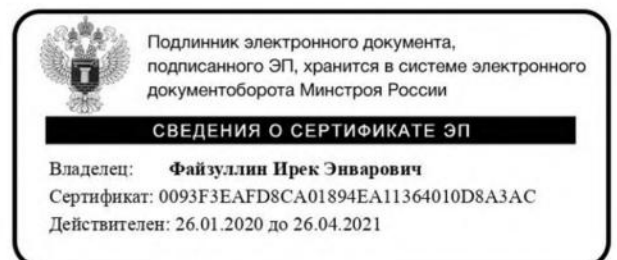 Подлинник электронного документа,
подписанного ЭП, хранится в системе электронного
документоборота Минстроя России
СВЕДЕНИЯ О СЕРТИФИКАТЕ ЭП
Владелец: Файзуллин Ирек Энварович
Сертификат: 0093F3EAFD8CA01894EA11364010D8A3AC
Действителен: 26.01.2020 до 26.04.2021